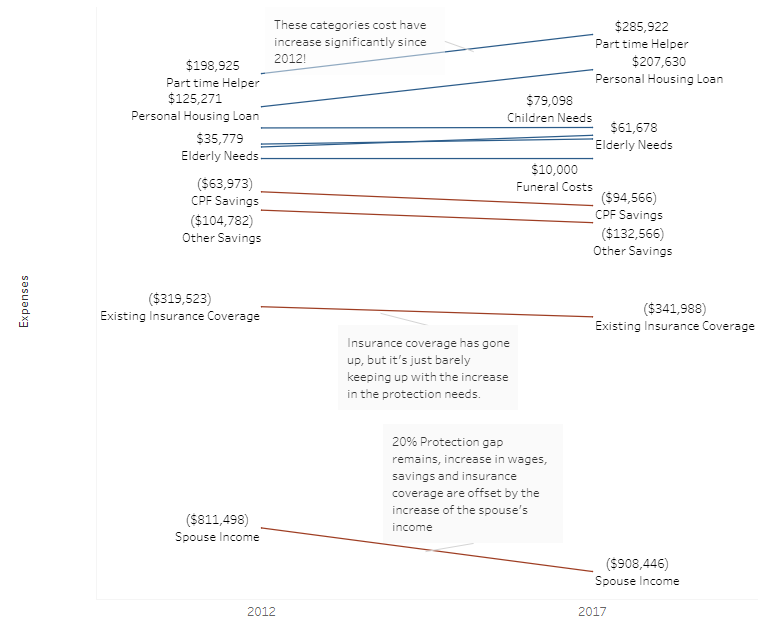 These categories cost have
increase significantly since
2012!
$285,922
Part time Helper
$198,925
Part time Helper
$207,630
Personal Housing Loan
$125,271
Personal Housing Loan
$79,098
Children Needs
$61,678
Elderly Needs
$35,779
Elderly Needs
$10,000
Funeral Costs
($63,973)
CPF Savings
($94,566)
CPF Savings
($104,782)
Other Savings
($132,566)
Other Savings
Expenses
($319,523)
Existing Insurance Coverage
($341,988)
Existing Insurance Coverage
Insurance coverage has gone
up, but it's just barely
keeping up with the increase
in the protection needs.
20% Protection gap
remains, increase in wages,
savings and insurance
coverage are offset by the
increase of the spouse's
income
($811,498)
Spouse Income
($908,446)
Spouse Income
2012
2017